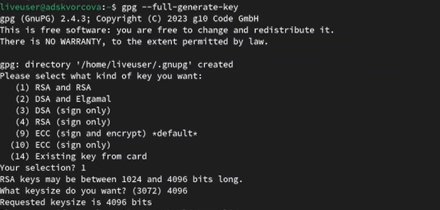 liveuser@adskvorcova:~$ gpg --full-generate-key
gpg (GnuPG) 2.4.3; Copyright (C) 2023 g10 Code GmbH
This is free software: you are free to change and redistribute it.
There is NO WARRANTY, to the extent permitted by law.

gpg: directory '/home/liveuser/.gnupg' created
Please select what kind of key you want:
   (1) RSA and RSA
   (2) DSA and Elgamal
   (3) DSA (sign only)
   (4) RSA (sign only)
   (9) ECC (sign and encrypt) *default*
  (10) ECC (sign only)
  (14) Existing key from card
Your selection? 1
RSA keys may be between 1024 and 4096 bits long.
What keysize do you want? (3072) 4096
Requested keysize is 4096 bits